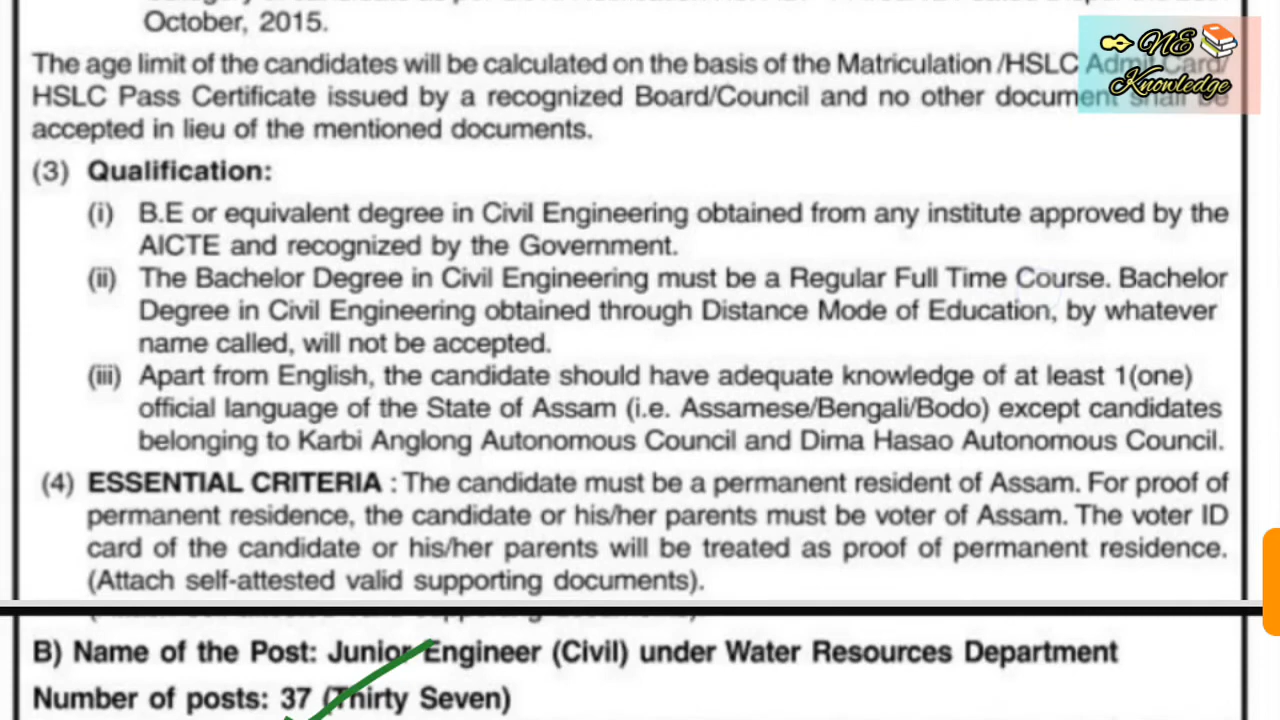 October, 2015.
The age limit of the candidates will be calculated on the basis of the Matriculation /HSLC Admit Card/
HSLC Pass Certificate issued by a recognized Board/Council and no other document shall be
accepted in lieu of the mentioned documents.
NE
Knowledge
(3) Qualification:
(i) B.E or equivalent degree in Civil Engineering obtained from any institute approved by the
AICTE and recognized by the Government.
(ii) The Bachelor Degree in Civil Engineering must be a Regular Full Time Course. Bachelor
Degree in Civil Engineering obtained through Distance Mode of Education, by whatever
name called, will not be accepted.
(iii) Apart from English, the candidate should have adequate knowledge of at least 1(one)
official language of the State of Assam (i.e. Assamese/Bengali/Bodo) except candidates
belonging to Karbi Anglong Autonomous Council and Dima Hasao Autonomous Council.
(4) ESSENTIAL CRITERIA : The candidate must be a permanent resident of Assam. For proof of
permanent residence, the candidate or his/her parents must be voter of Assam. The voter ID
card of the candidate or his/her parents will be treated as proof of permanent residence.
(Attach self-attested valid supporting documents).
B) Name of the Post: Junior Engineer (Civil) under Water Resources Department
Number of posts: 37 (Thirty Seven)